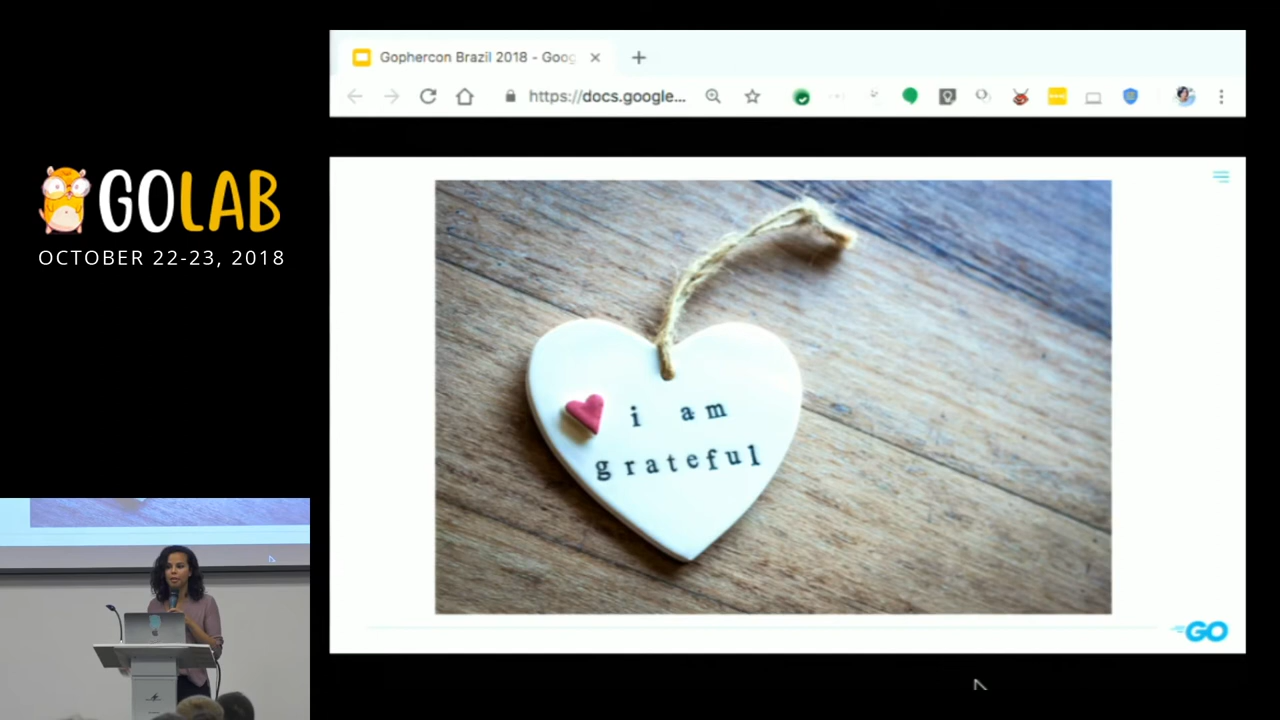 Gophercon Brazil 2018 - Goog
https://docs.google...
GOLAB
OCTOBER 22-23, 2018
i am
grateful
GO